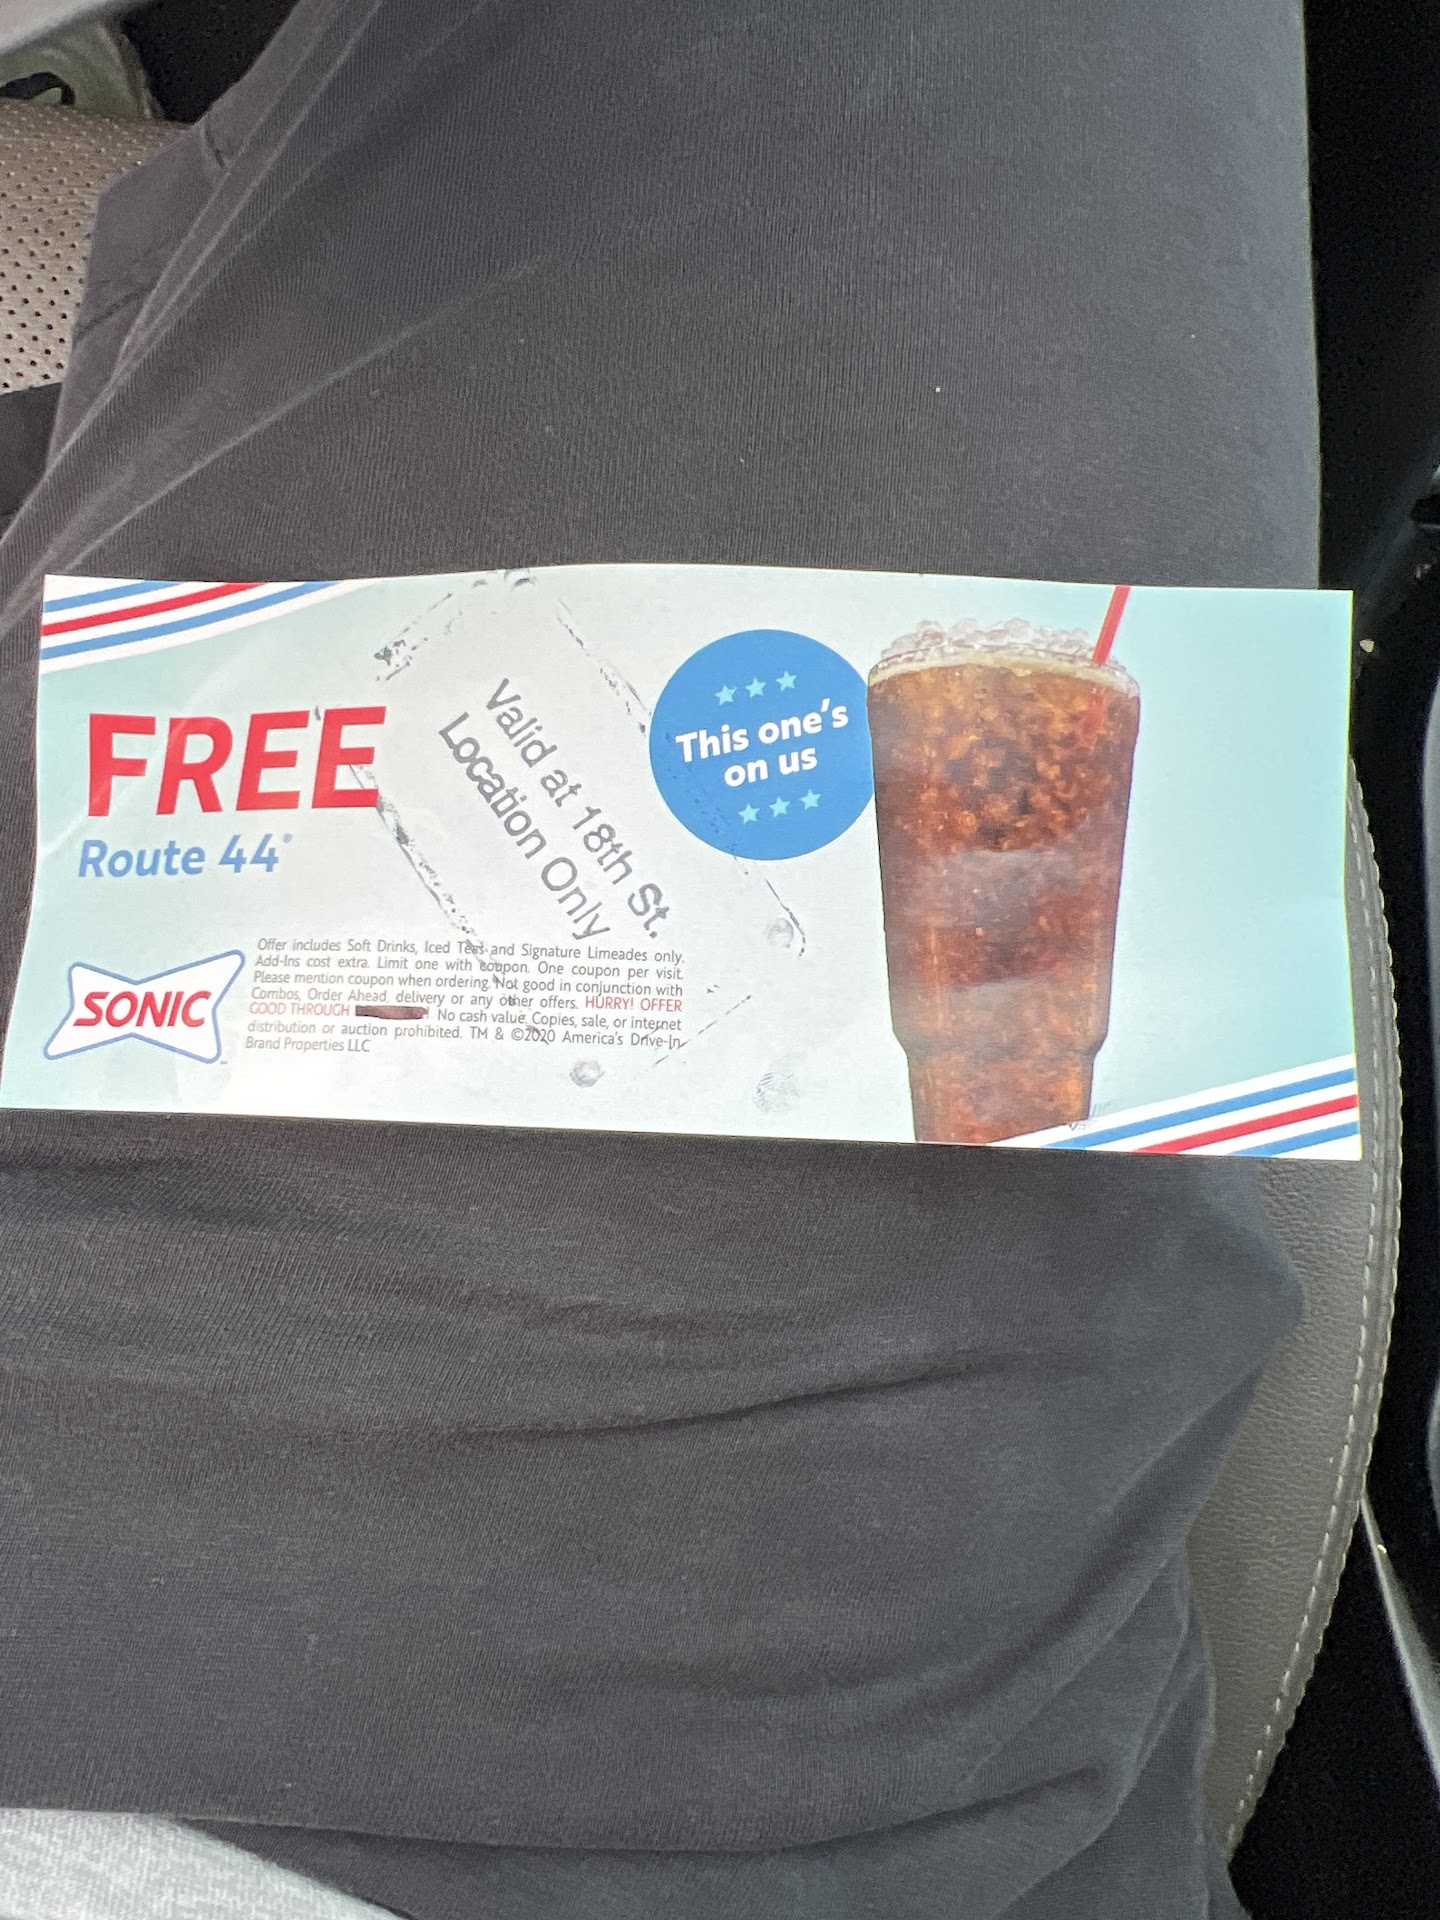 FREE
Route 44®
Valid at 18th St.
Location Only
This one's
on us
SONIC
Offer includes Soft Drinks, Iced Teas and Signature Limeades only.
Add-Ins cost extra. Limit one with coupon. One coupon per visit.
Please mention coupon when ordering. Not good in conjunction with
Combos, Order Ahead, delivery or any other offers. HURRY! OFFER
GOOD THROUGH . No cash value. Copies, sale, or internet
distribution or auction prohibited. TM & ©2020 America's Drive-In
Brand Properties LLC